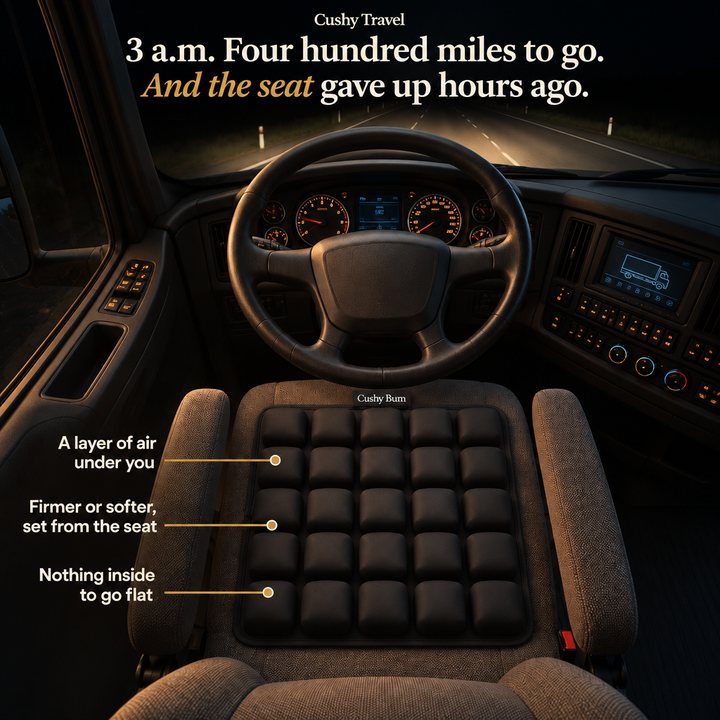 Cushy Travel
3 a.m. Four hundred miles to go.
And the seat gave up hours ago.
Cushy Bum
A layer of air
under you
Firmer or softer,
set from the seat
Nothing inside
to go flat